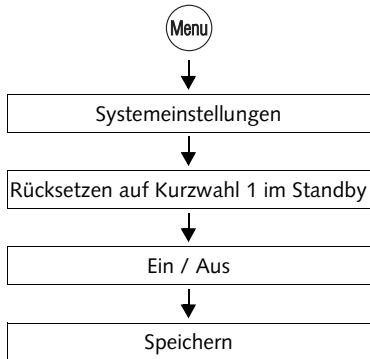 Menu
Systemeinstellungen
Rücksetzen auf Kurzwahl 1 im Standby
Ein / Aus
Speichern